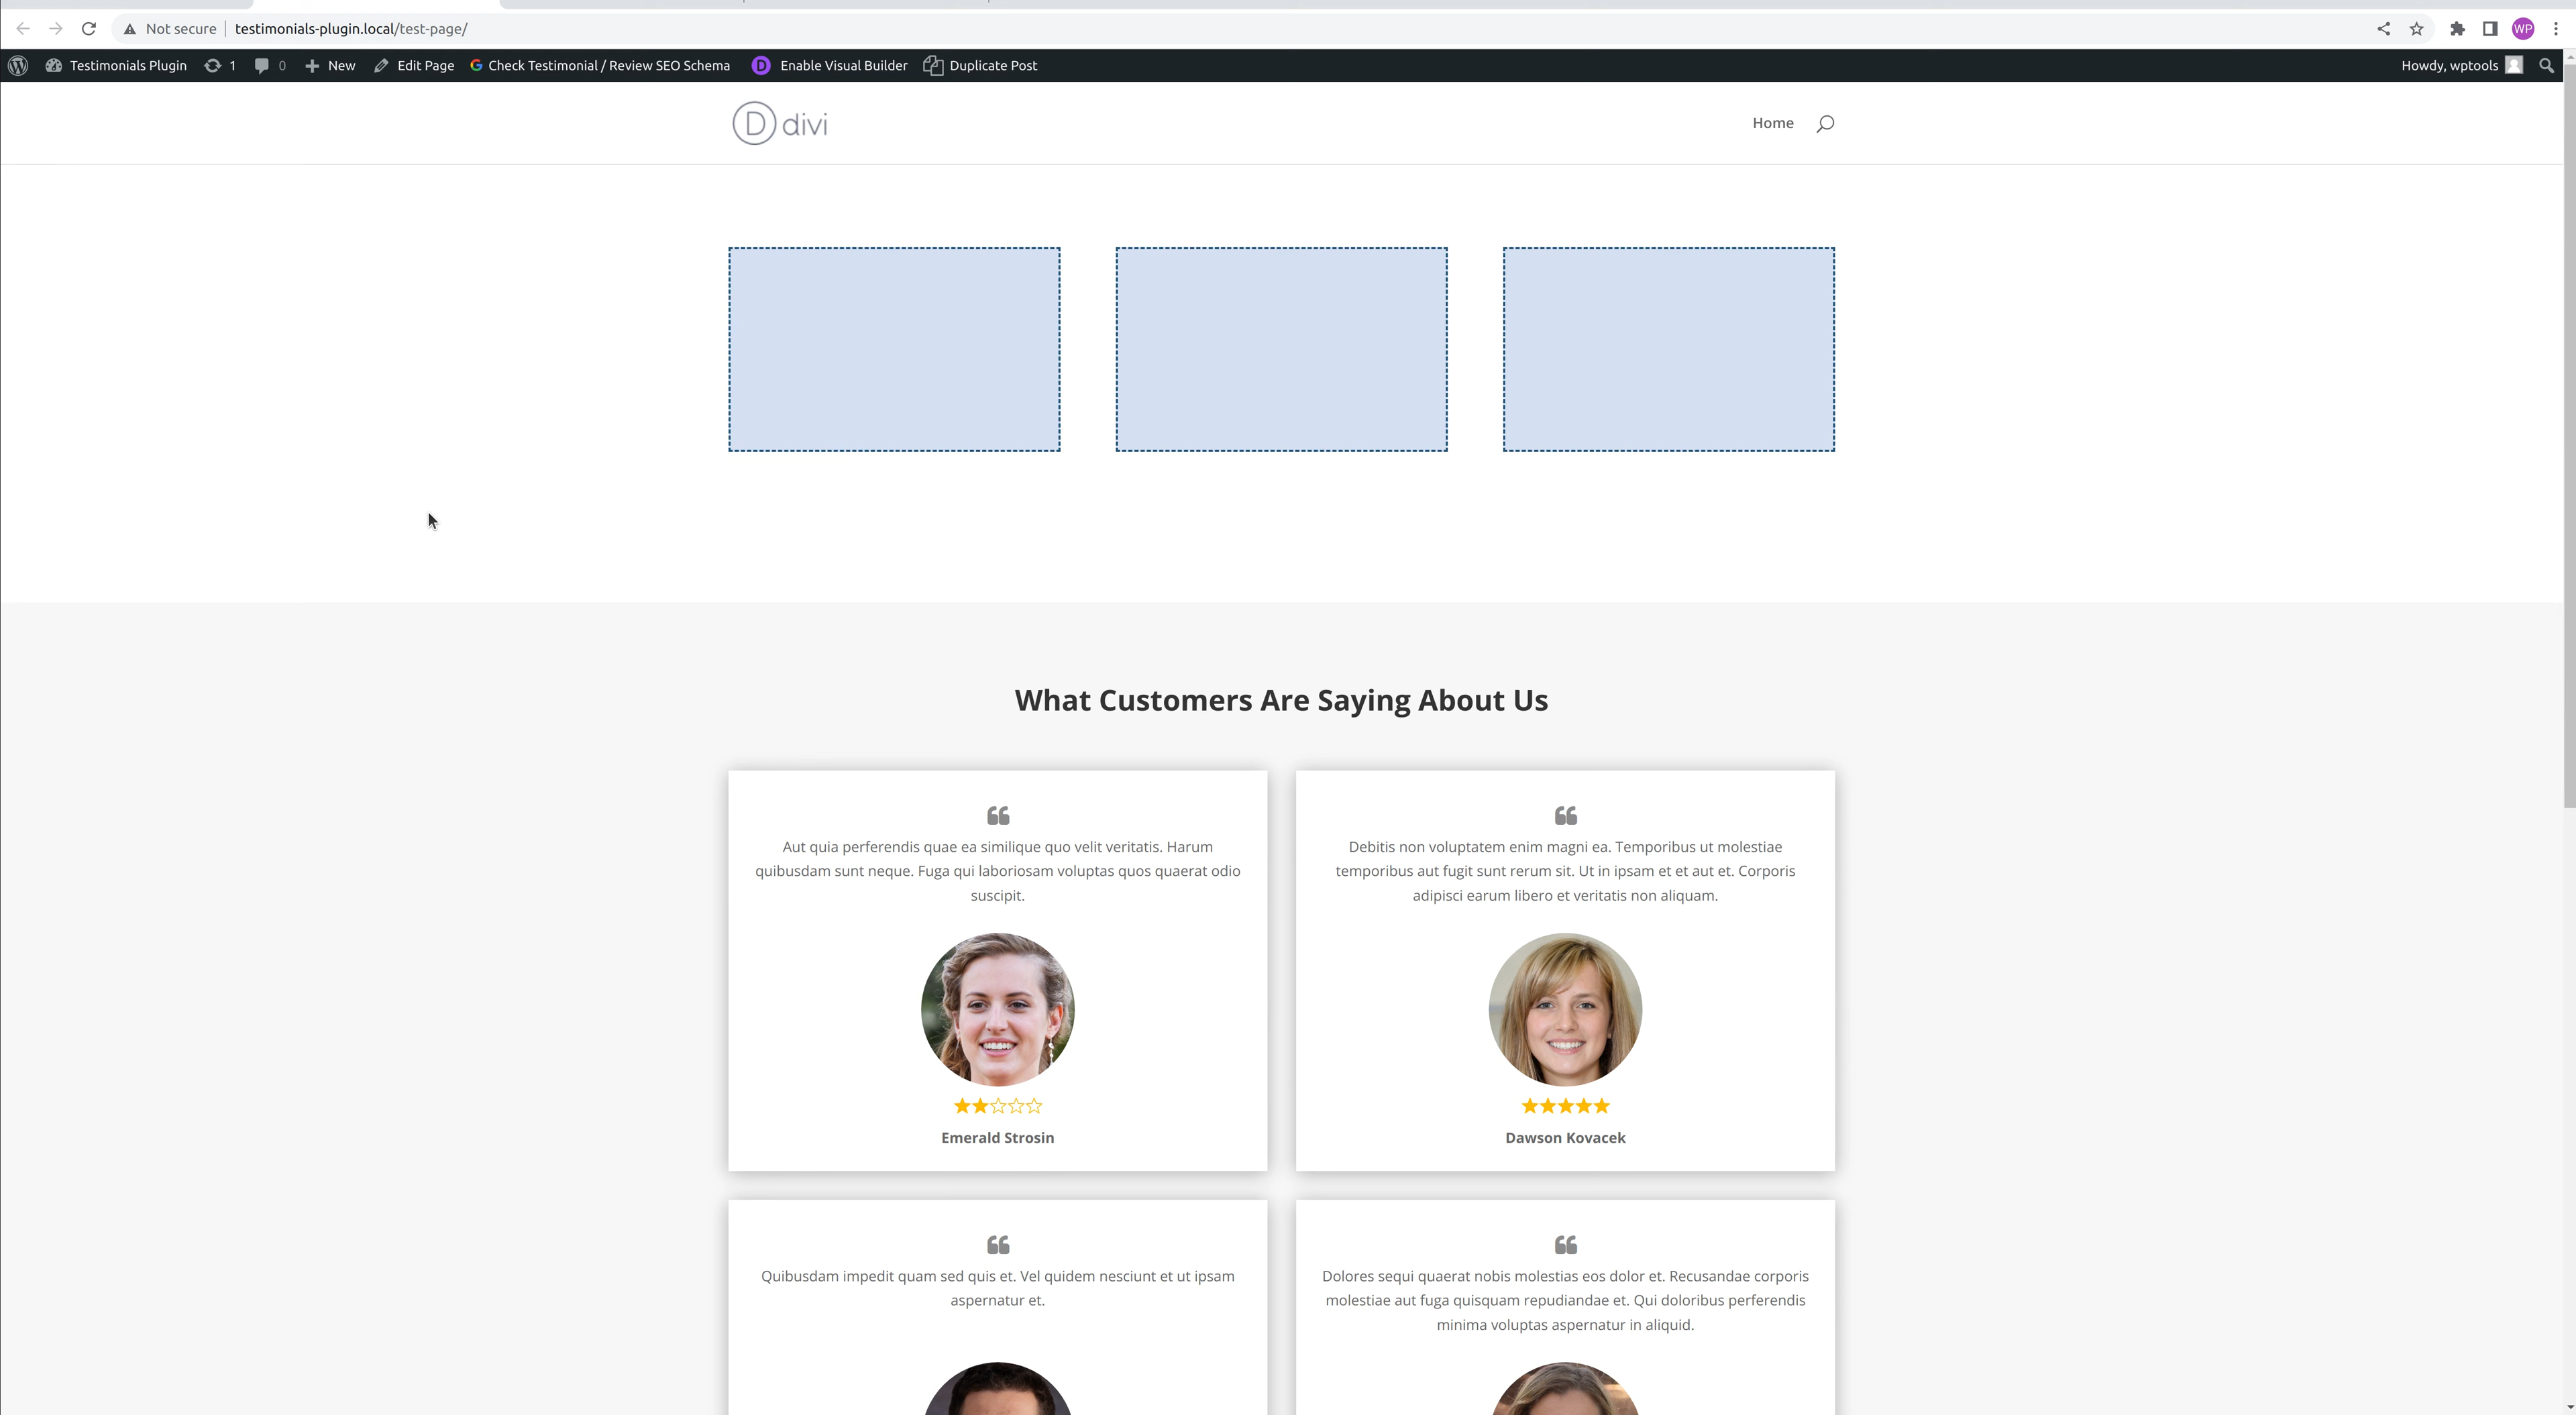 Not secure | testimonials-plugin.local/test-page/ WP
Testimonials Plugin 1 0 New Edit Page G Check Testimonial / Review SEO Schema D Enable Visual Builder Duplicate Post Howdy, wptools
D divi Home
What Customers Are Saying About Us
Aut quia perferendis quae ea similique quo velit veritatis. Harum
quibusdam sunt neque. Fuga qui laboriosam voluptas quos quaerat odio
suscipit.
Emerald Strosin
Debitis non voluptatem enim magni ea. Temporibus ut molestiae
temporibus aut fugit sunt rerum sit. Ut in ipsam et et aut et. Corporis
adipisci earum libero et veritatis non aliquam.
Dawson Kovacek
Quibusdam impedit quam sed quis et. Vel quidem nesciunt et ut ipsam
aspernatur et.
Dolores sequi quaerat nobis molestias eos dolor et. Recusandae corporis
molestiae aut fuga quisquam repudiandae et. Qui doloribus perferendis
minima voluptas aspernatur in aliquid.